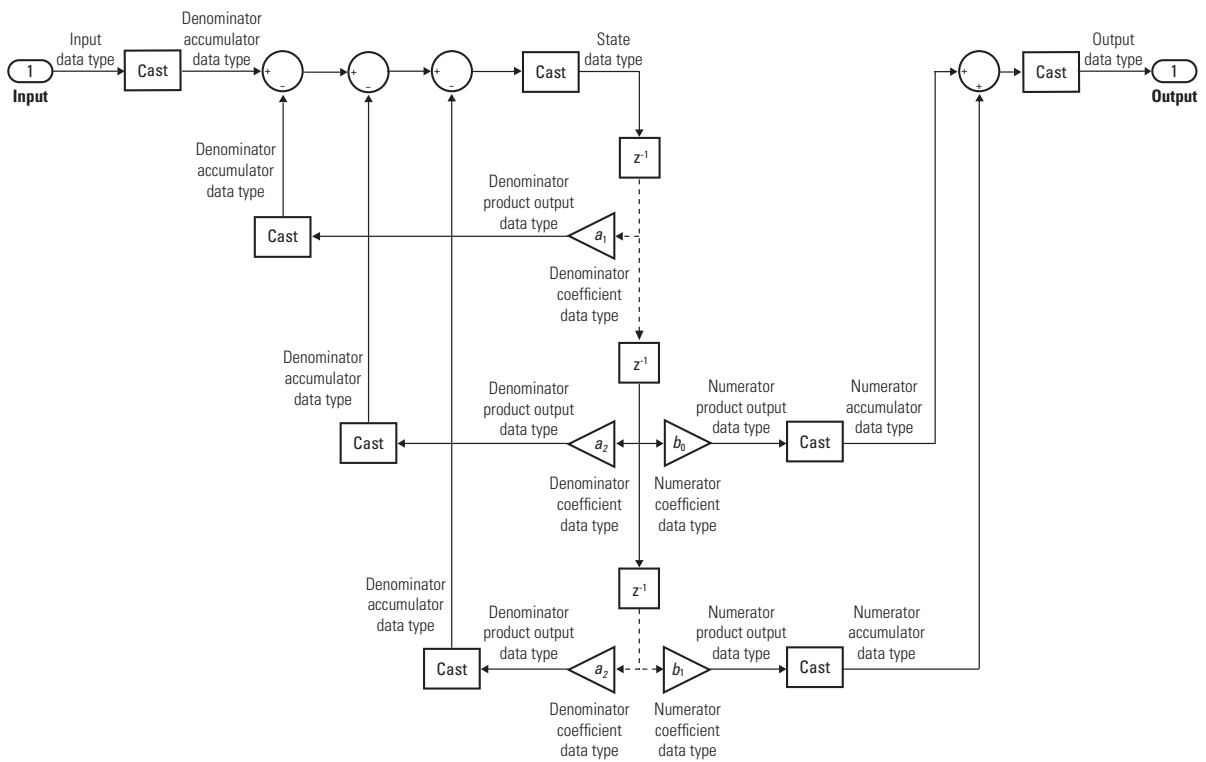 Input
data type
Denominator
accumulator
data type
State
data type
Output
data type
1
Input
Cast
+
−
+
−
+
−
Cast
+
+
Cast
1
Output
z-1
Denominator
accumulator
data type
Denominator
product output
data type
Cast
a1
Denominator
coefficient
data type
z-1
Denominator
accumulator
data type
Denominator
product output
data type
Numerator
product output
data type
Numerator
accumulator
data type
Cast
a2
b0
Cast
Denominator
coefficient
data type
Numerator
coefficient
data type
z-1
Denominator
accumulator
data type
Denominator
product output
data type
Numerator
product output
data type
Numerator
accumulator
data type
Cast
a2
b1
Cast
Denominator
coefficient
data type
Numerator
coefficient
data type